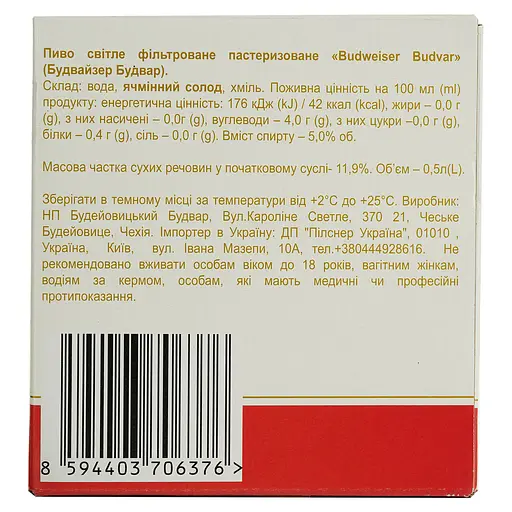 Пиво світле фільтроване пастеризоване «Budweiser Budvar»
(Будвайзер Будвар).
Склад: вода, ячмінний солод, хміль. Поживна цінність на 100 мл (ml)
продукту: енергетична цінність: 176 кДж (kJ) / 42 ккал (kcal), жири – 0,0 г
(g), з них насичені – 0,0г (g), вуглеводи – 4,0 г (g), з них цукри –0,0 г (g),
білки – 0,4 г (g), сіль – 0,0 г (g). Вміст спирту – 5,0% об.
Масова частка сухих речовин у початковому суслі- 11,9%. Об'єм – 0,5л(L).
Зберігати в темному місці за температури від +2°С до +25°С. Виробник:
НП Будейовицький Будвар, Вул.Кароліне Светле, 370 21, Чеське
Будейовице, Чехія. Імпортер в Україну: ДП "Пілснер Україна", 01010 ,
Україна, Київ, вул. Івана Мазепи, 10А, тел.+380444928616. Не
рекомендовано вживати особам віком до 18 років, вагітним жінкам,
водіям за кермом, особам, які мають медичні чи професійні
протипоказання.
8 594403 706376 >